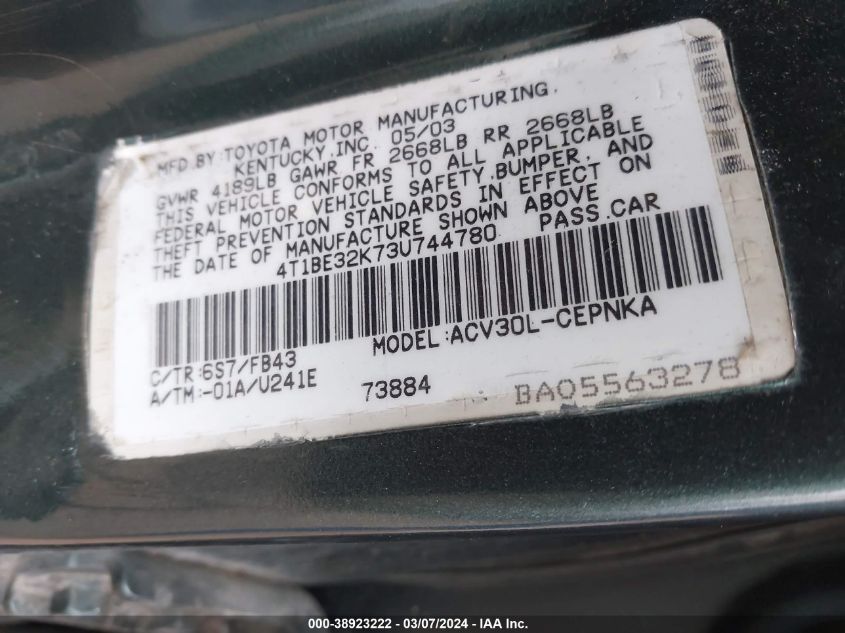 MFD.BY:TOYOTA MOTOR MANUFACTURING,
KENTUCKY,INC. 05/03
GVWR 4189LB GAWR FR 2668LB RR 2668LB
THIS VEHICLE CONFORMS TO ALL APPLICABLE
FEDERAL MOTOR VEHICLE SAFETY,BUMPER, AND
THEFT PREVENTION STANDARDS IN EFFECT ON
THE DATE OF MANUFACTURE SHOWN ABOVE
4T1BE32K73U744780 PASS.CAR
MODEL:ACV30L-CEPNKA
C/TR:6S7/FB43
A/TM:-01A/U241E 73884 BA05563278
000-38923222 - 03/07/2024 - IMPACT AUCTIONS, INC.